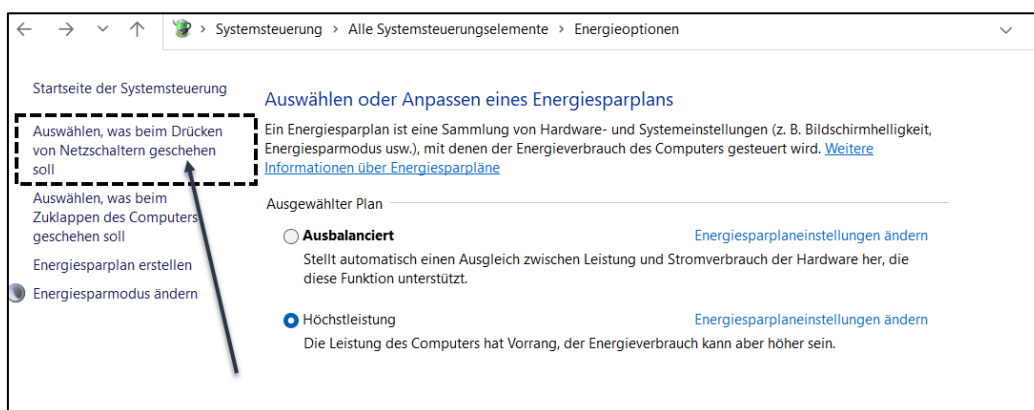 Systemsteuerung > Alle Systemsteuerungselemente > Energieoptionen
Startseite der Systemsteuerung
Auswählen, was beim Drücken
von Netzschaltern geschehen
soll
Auswählen, was beim
Zuklappen des Computers
geschehen soll
Energiesparplan erstellen
Energiesparmodus ändern
Auswählen oder Anpassen eines Energiesparplans
Ein Energiesparplan ist eine Sammlung von Hardware- und Systemeinstellungen (z. B. Bildschirmhelligkeit,
Energiesparmodus usw.), mit denen der Energieverbrauch des Computers gesteuert wird. Weitere
Informationen über Energiesparpläne
Ausgewählter Plan
Ausbalanciert Energiesparplaneinstellungen ändern
Stellt automatisch einen Ausgleich zwischen Leistung und Stromverbrauch der Hardware her, die
diese Funktion unterstützt.
Höchstleistung Energiesparplaneinstellungen ändern
Die Leistung des Computers hat Vorrang, der Energieverbrauch kann aber höher sein.